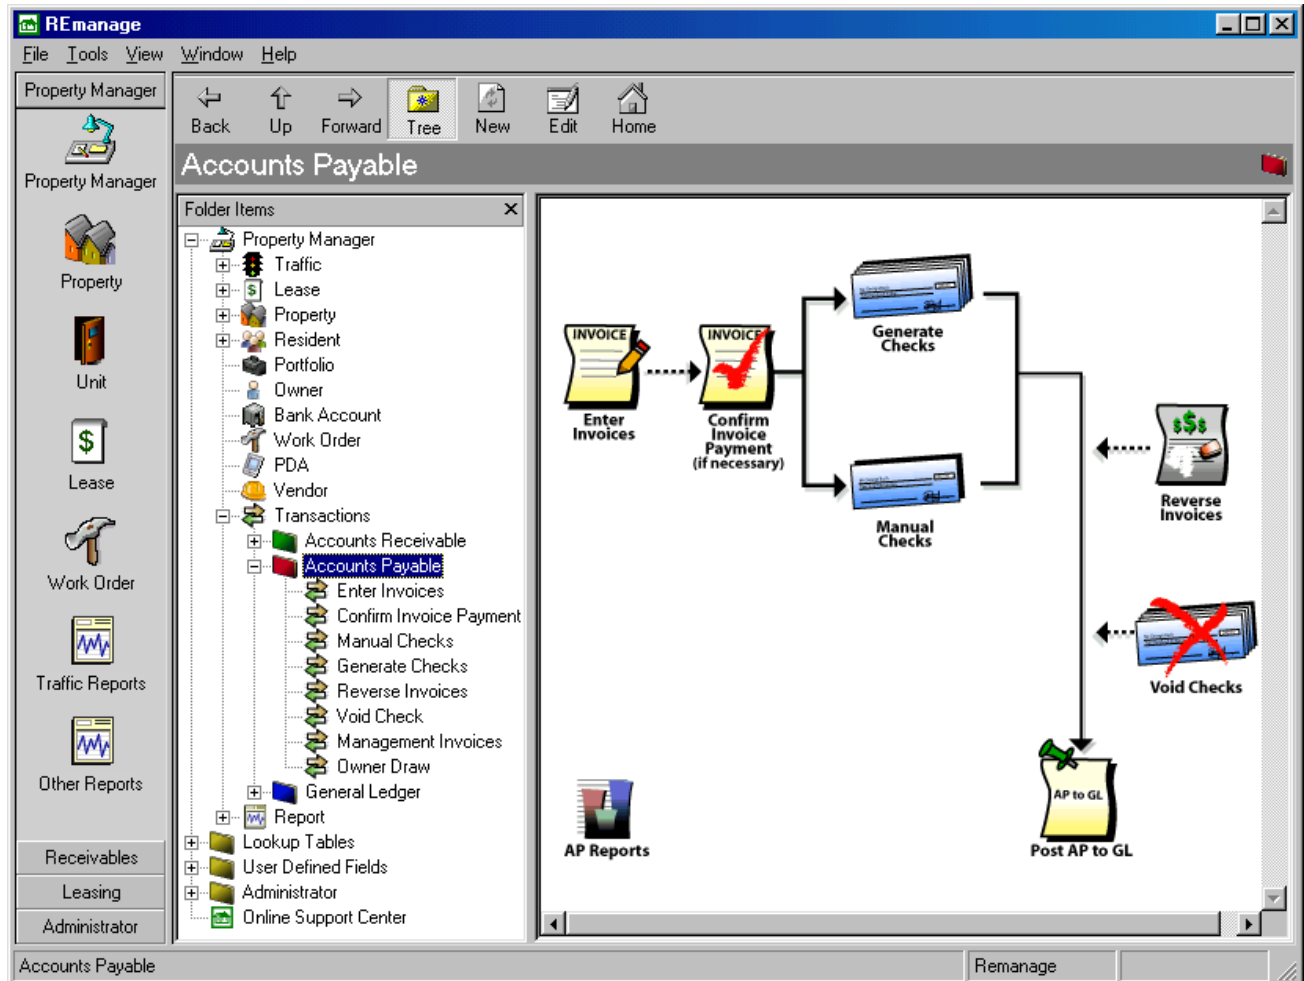 REmanage
File Tools View Window Help
Property Manager
Property Manager
Property
Unit
Lease
Work Order
Traffic Reports
Other Reports
Receivables
Leasing
Administrator
Back Up Forward Tree New Edit Home
Accounts Payable
Folder Items
Property Manager
Traffic
Lease
Property
Resident
Portfolio
Owner
Bank Account
Work Order
PDA
Vendor
Transactions
Accounts Receivable
Accounts Payable
Enter Invoices
Confirm Invoice Payment
Manual Checks
Generate Checks
Reverse Invoices
Void Check
Management Invoices
Owner Draw
General Ledger
Report
Lookup Tables
User Defined Fields
Administrator
Online Support Center
INVOICE
Enter
Invoices
INVOICE
Confirm
Invoice
Payment
(if necessary)
Generate
Checks
Manual
Checks
$$$
Reverse
Invoices
Void Checks
AP to GL
Post AP to GL
AP Reports
Accounts Payable
Remanage